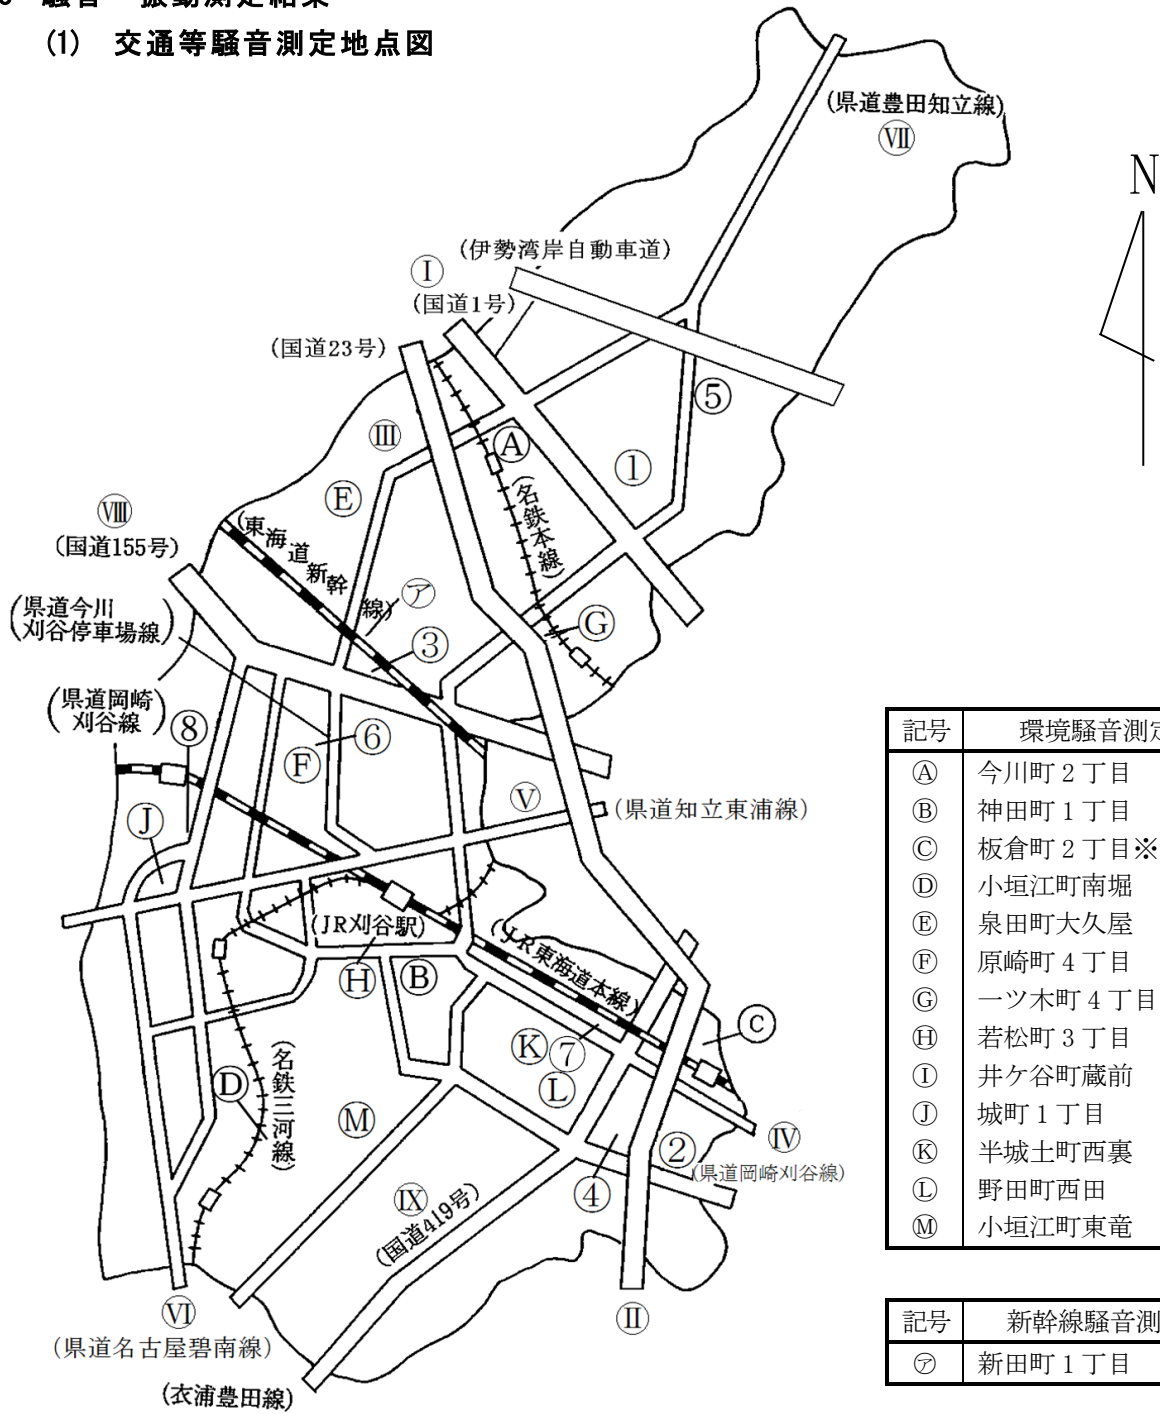 騒音 振動測定結果
(1) 交通等騒音測定地点図
(県道豊田知立線)
Ⅶ
N
(伊勢湾岸自動車道)
Ⅰ
(国道1号)
(国道23号)
⑤
Ⅲ
Ⓐ
①
Ⓔ
(名鉄本線)
Ⅷ
(国道155号)
(東海道新幹線)
㋐
(県道今川
刈谷停車場線)
Ⓖ
③
(県道岡崎
刈谷線)
⑧
⑥
Ⓕ
Ⅴ
(県道知立東浦線)
Ⓙ
(JR刈谷駅)
(JR東海道本線)
Ⓗ
Ⓑ
Ⓒ
Ⓚ
⑦
Ⓛ
Ⓓ
(名鉄三河線)
Ⓜ
Ⅳ
②
(県道岡崎刈谷線)
④
Ⅸ
(国道419号)
Ⅵ
Ⅱ
(県道名古屋碧南線)
(衣浦豊田線)
記号 環境騒音測定
Ⓐ 今川町2丁目
Ⓑ 神田町1丁目
Ⓒ 板倉町2丁目※
Ⓓ 小垣江町南堀
Ⓔ 泉田町大久屋
Ⓕ 原崎町4丁目
Ⓖ 一ツ木町4丁目
Ⓗ 若松町3丁目
Ⓘ 井ケ谷町蔵前
Ⓙ 城町1丁目
Ⓚ 半城土町西裏
Ⓛ 野田町西田
Ⓜ 小垣江町東竜
記号 新幹線騒音測
㋐ 新田町1丁目